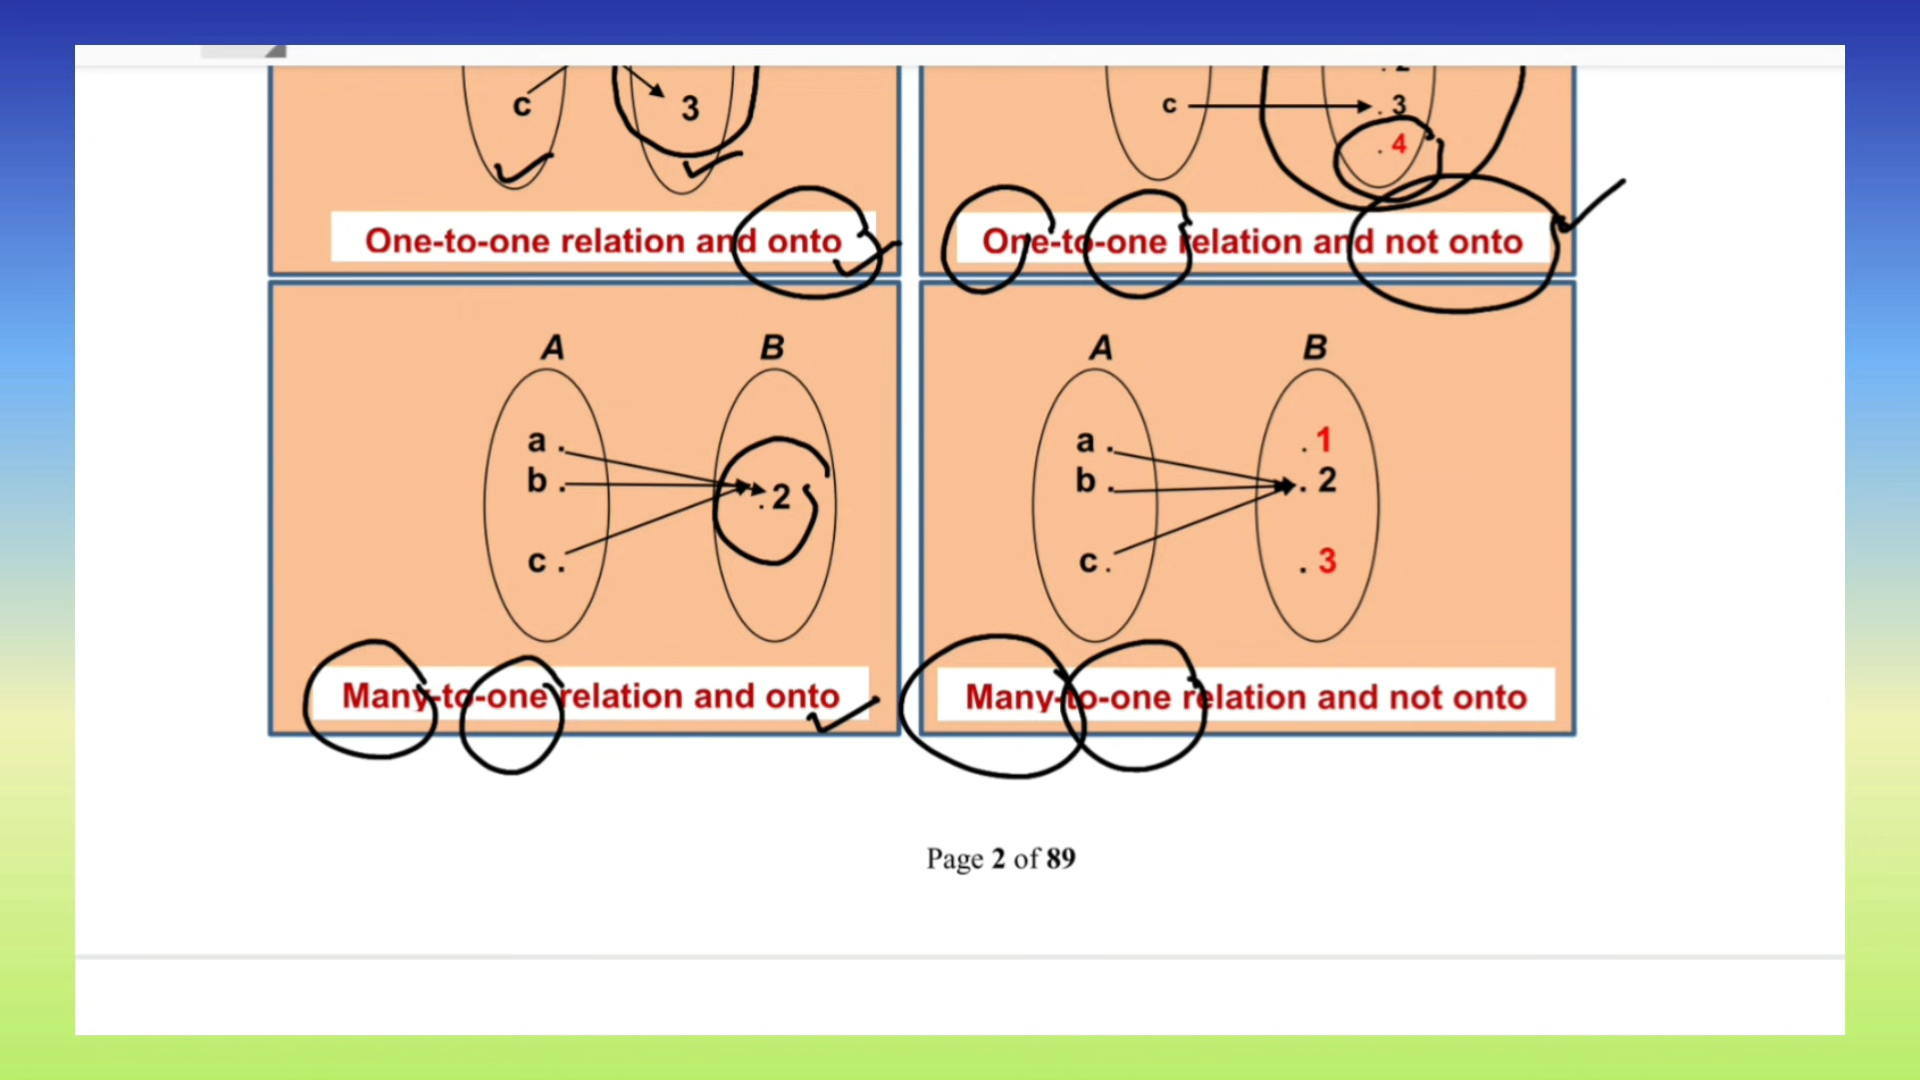 c 3
c . 3
. 4
One-to-one relation and onto
One-to-one relation and not onto
A B
a .
b .
. 2
c .
Many-to-one relation and onto
A B
a . . 1
b . . 2
c . . 3
Many-to-one relation and not onto
Page 2 of 89